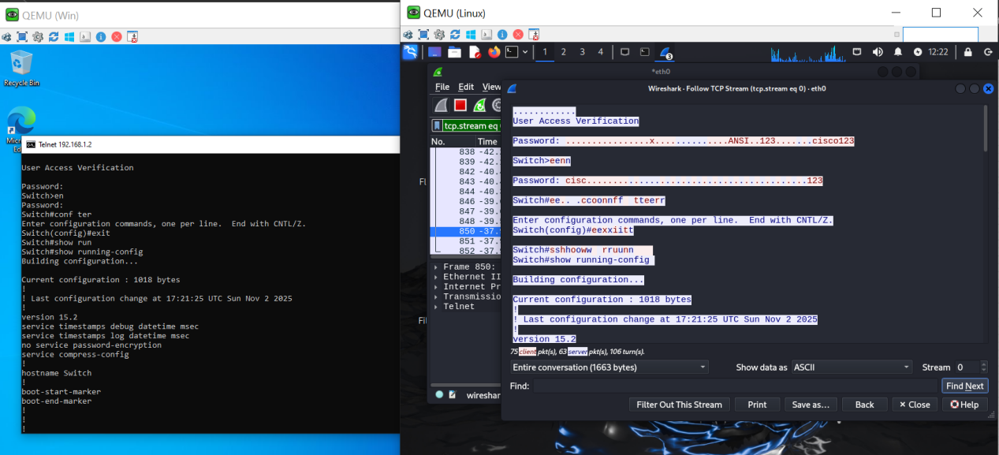 QEMU (Win)
Recycle Bin
Telnet 192.168.1.2
User Access Verification
Password:
Switch>en
Password:
Switch#conf ter
Enter configuration commands, one per line.  End with CNTL/Z.
Switch(config)#exit
Switch#show run
Switch#show running-config
Building configuration...
Current configuration : 1018 bytes
!
! Last configuration change at 17:21:25 UTC Sun Nov 2 2025
!
version 15.2
service timestamps debug datetime msec
service timestamps log datetime msec
no service password-encryption
service compress-config
!
hostname Switch
!
boot-start-marker
boot-end-marker
!
!
!
QEMU (Linux)
1 2 3 4 3 12:22
*eth0
File Edit View
tcp.stream eq
No. Time
838 -42.
839 -42.
842 -40.
843 -40.
844 -40.
846 -39.
847 -39.
848 -39.
850 -37.
851 -37.
852 -37.
Frame 850:
Ethernet II
Internet Pr
Transmissio
Telnet
wireshar
Wireshark · Follow TCP Stream (tcp.stream eq 0) · eth0
............
User Access Verification
Password: ................x..............ANSI..123.......cisco123
Switch>eenn
Password: cisc..........................................123
Switch#ee.. .ccoonnff  tteerr
Enter configuration commands, one per line.  End with CNTL/Z.
Switch(config)#eexxiitt
Switch#sshhooww  rruunn
Switch#show running-config
Building configuration...
Current configuration : 1018 bytes
!
! Last configuration change at 17:21:25 UTC Sun Nov 2 2025
!
version 15.2
75 client pkt(s), 63 server pkt(s), 106 turn(s).
Entire conversation (1663 bytes) Show data as ASCII Stream 0
Find: Find Next
Filter Out This Stream Print Save as... Back Close Help